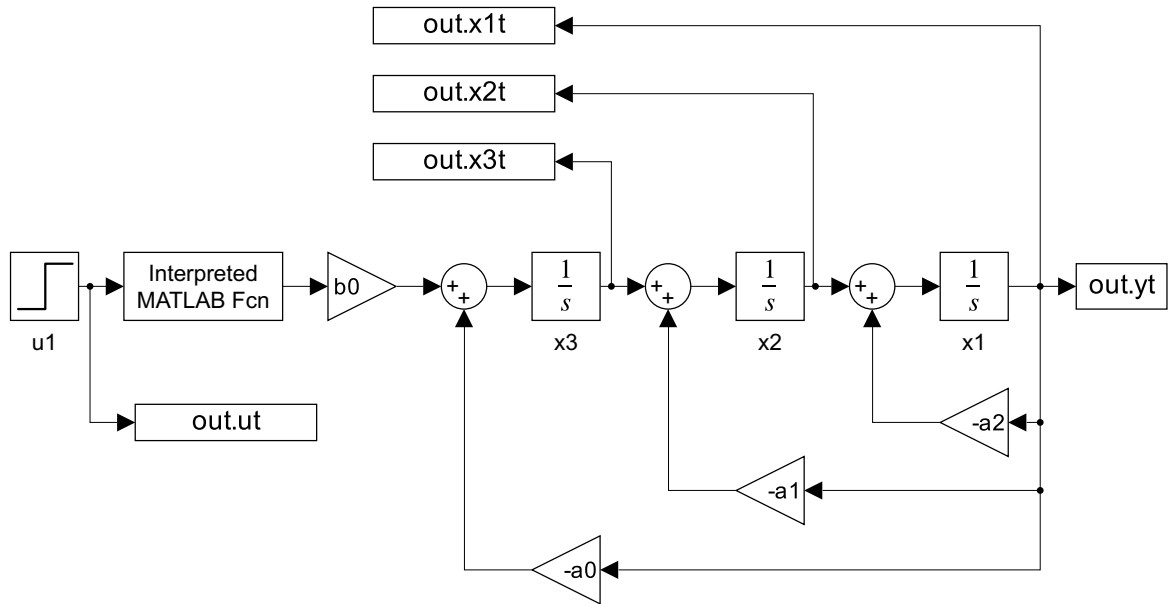 out.x1t
out.x2t
out.x3t
u1
Interpreted
MATLAB Fcn
b0
+
+
1
s
x3
+
+
1
s
x2
+
+
1
s
x1
out.yt
out.ut
-a2
-a1
-a0